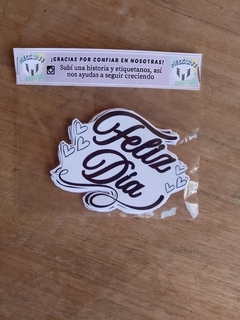 ¡GRACIAS POR CONFIAR EN NOSOTRAS!
Subí una historia y etiquetanos, así
nos ayudas a seguir creciendo
Feliz
Día